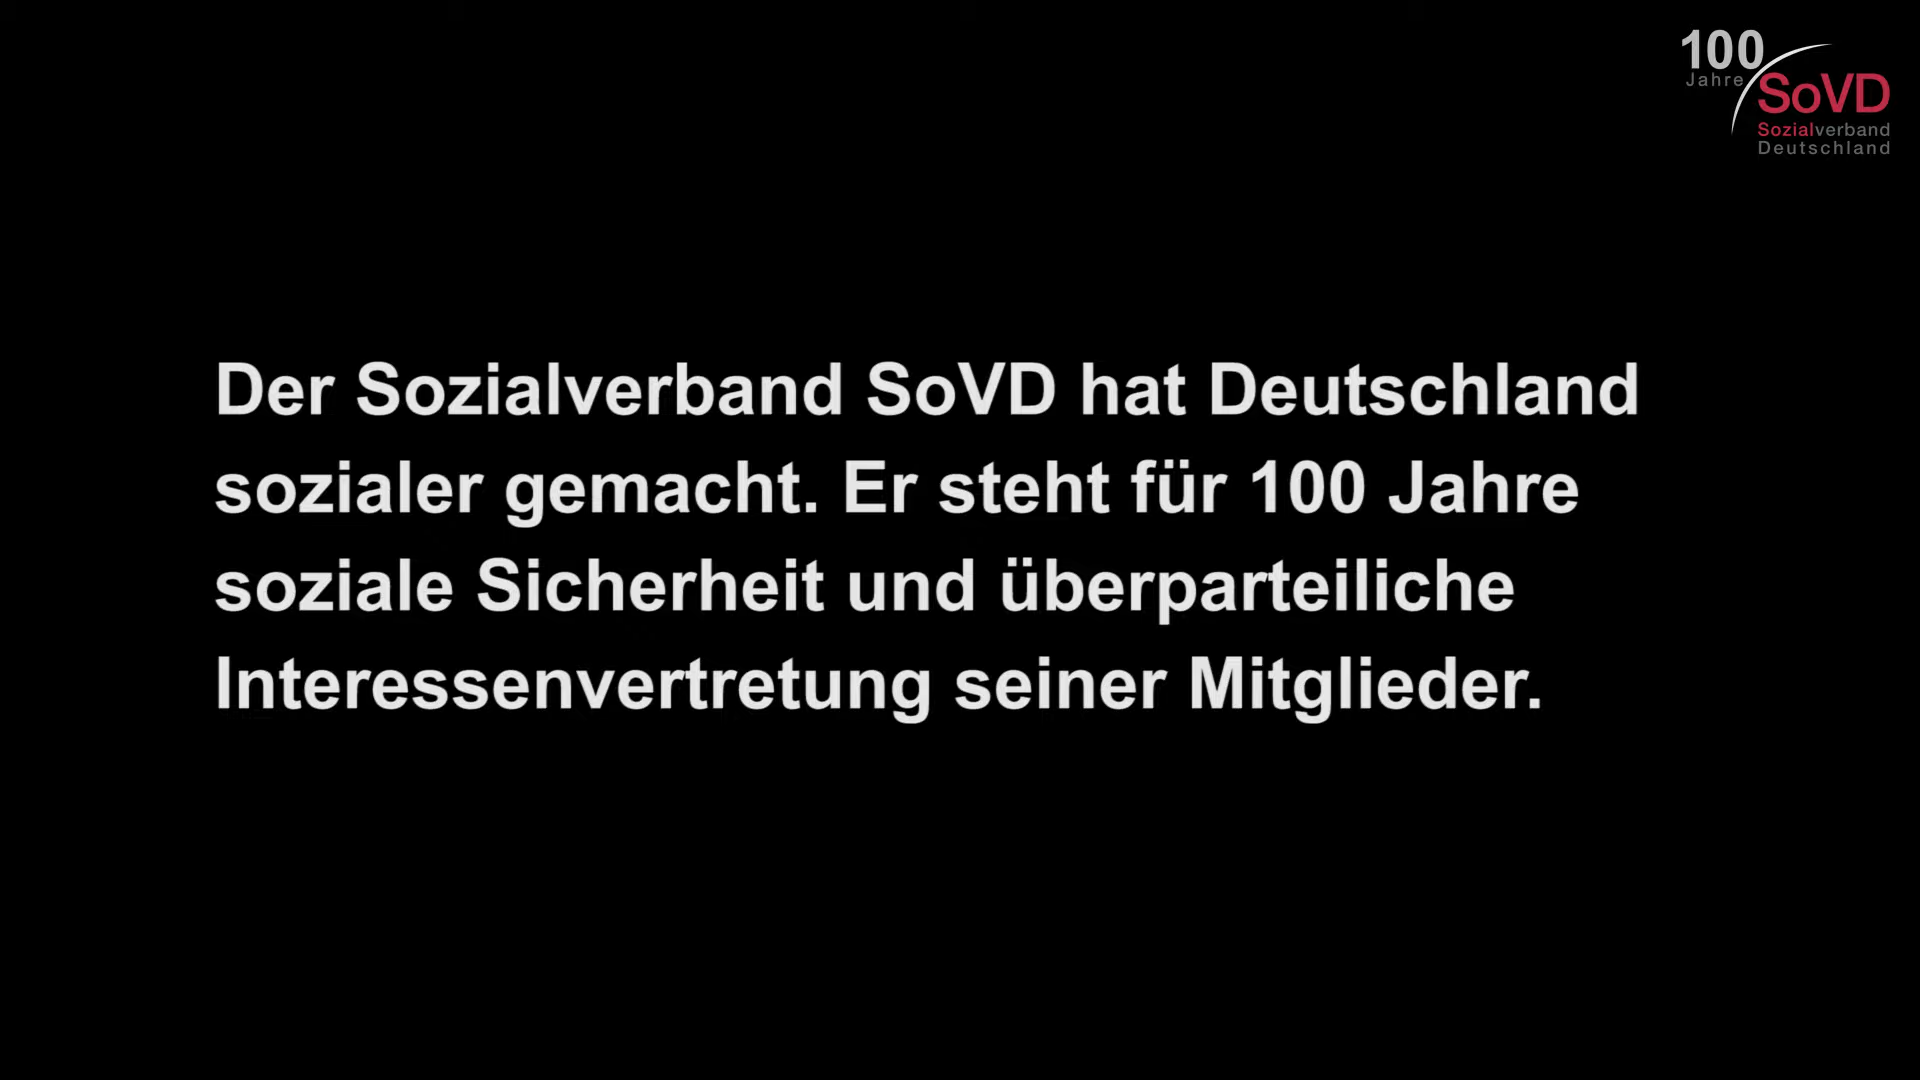 100
Jahre
SoVD
Sozialverband
Deutschland
Der Sozialverband SoVD hat Deutschland
sozialer gemacht. Er steht für 100 Jahre
soziale Sicherheit und überparteiliche
Interessenvertretung seiner Mitglieder.